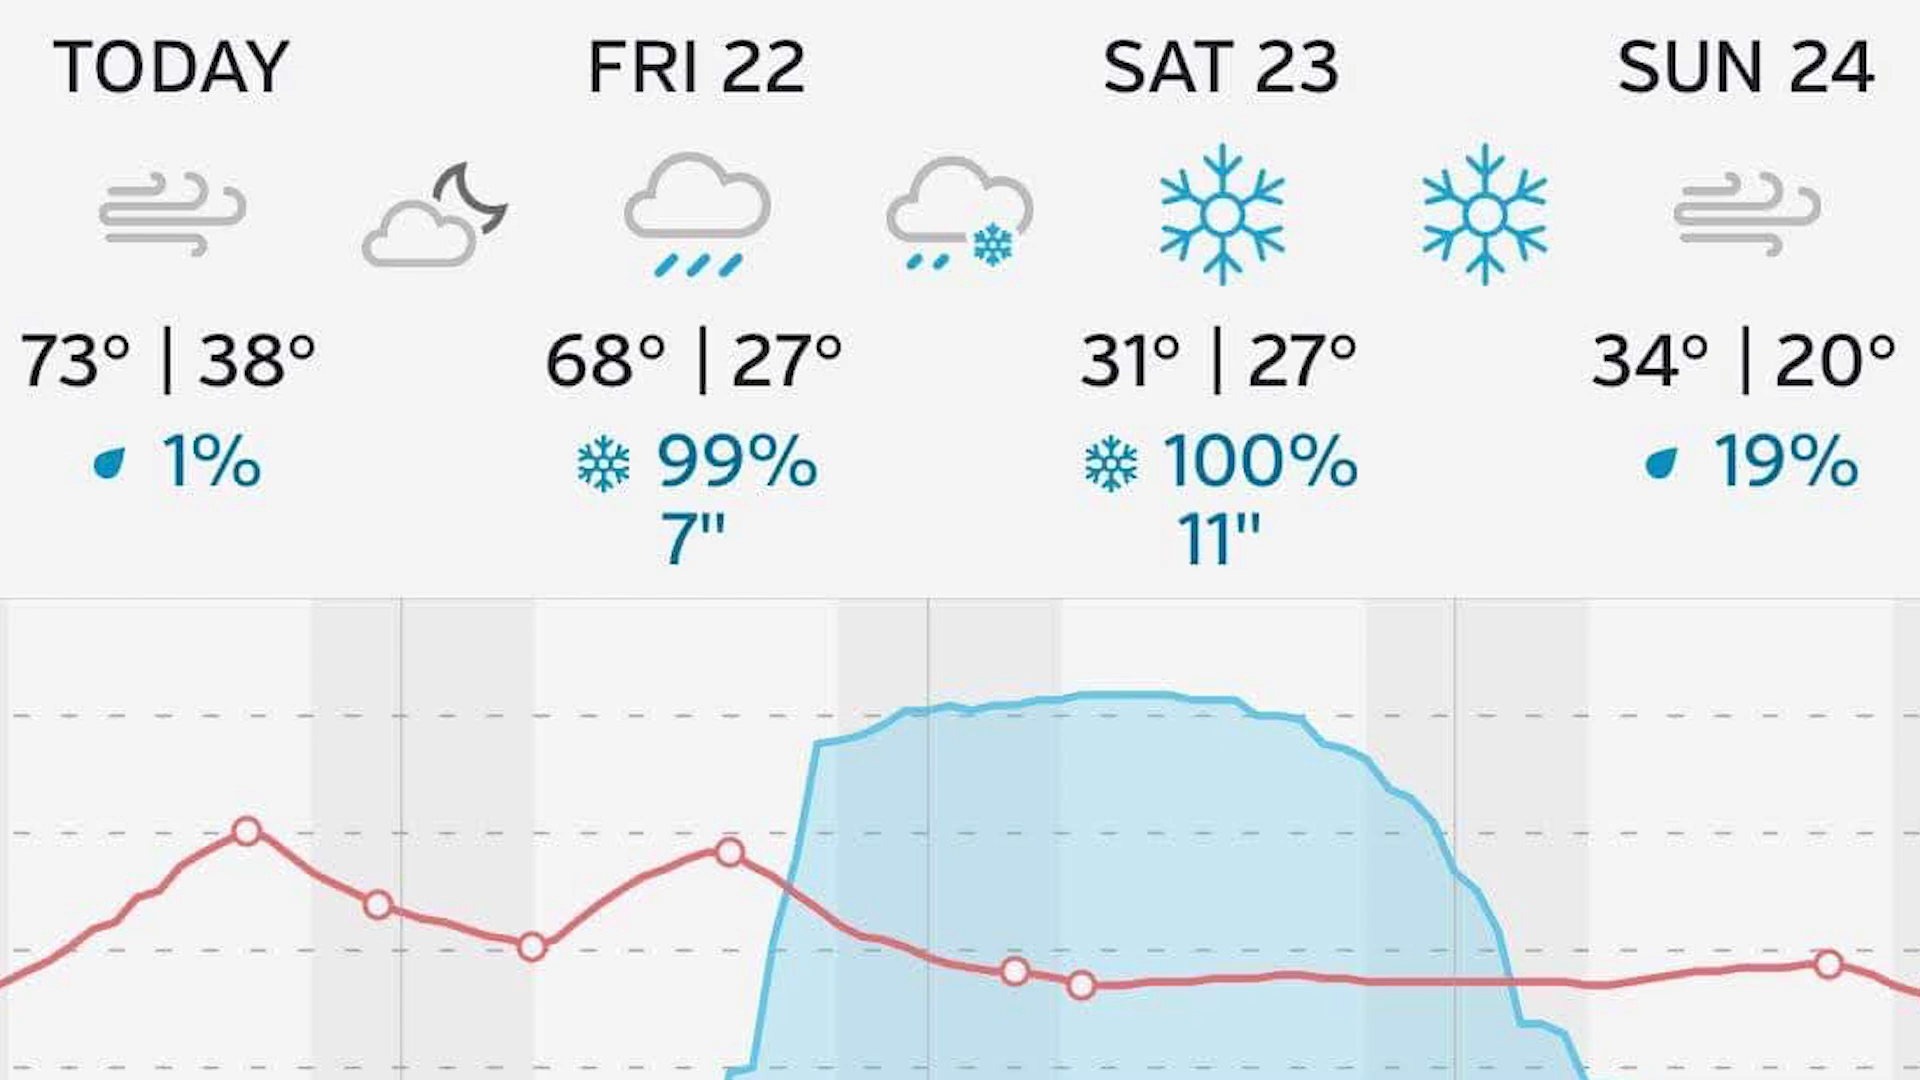 TODAY FRI 22 SAT 23 SUN 24
73° | 38° 68° | 27° 31° | 27° 34° | 20°
1% 99% 100% 19%
7" 11"